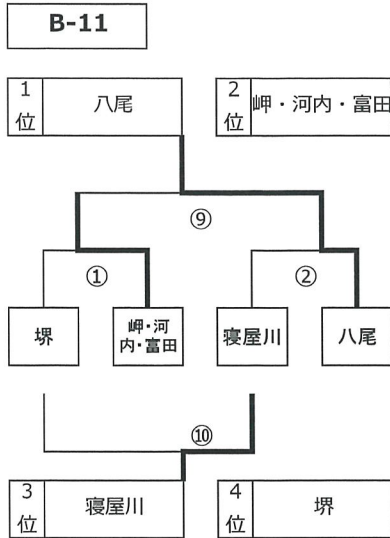 B-11
1位 八尾
2位 岬・河内・富田
⑨
① ②
堺
岬・河
内・富田
寝屋川
八尾
⑩
3位 寝屋川
4位 堺